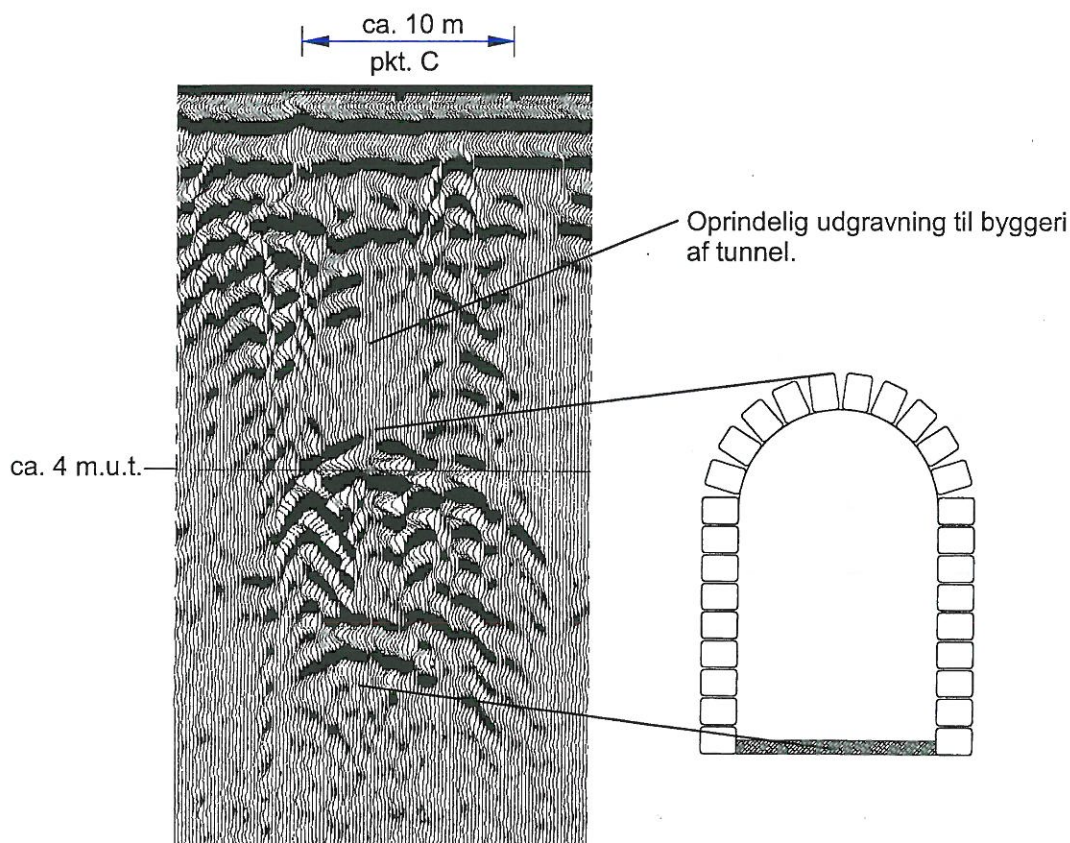 ca. 10 m
pkt. C
Oprindelig udgravning til byggeri
af tunnel.
ca. 4 m.u.t.